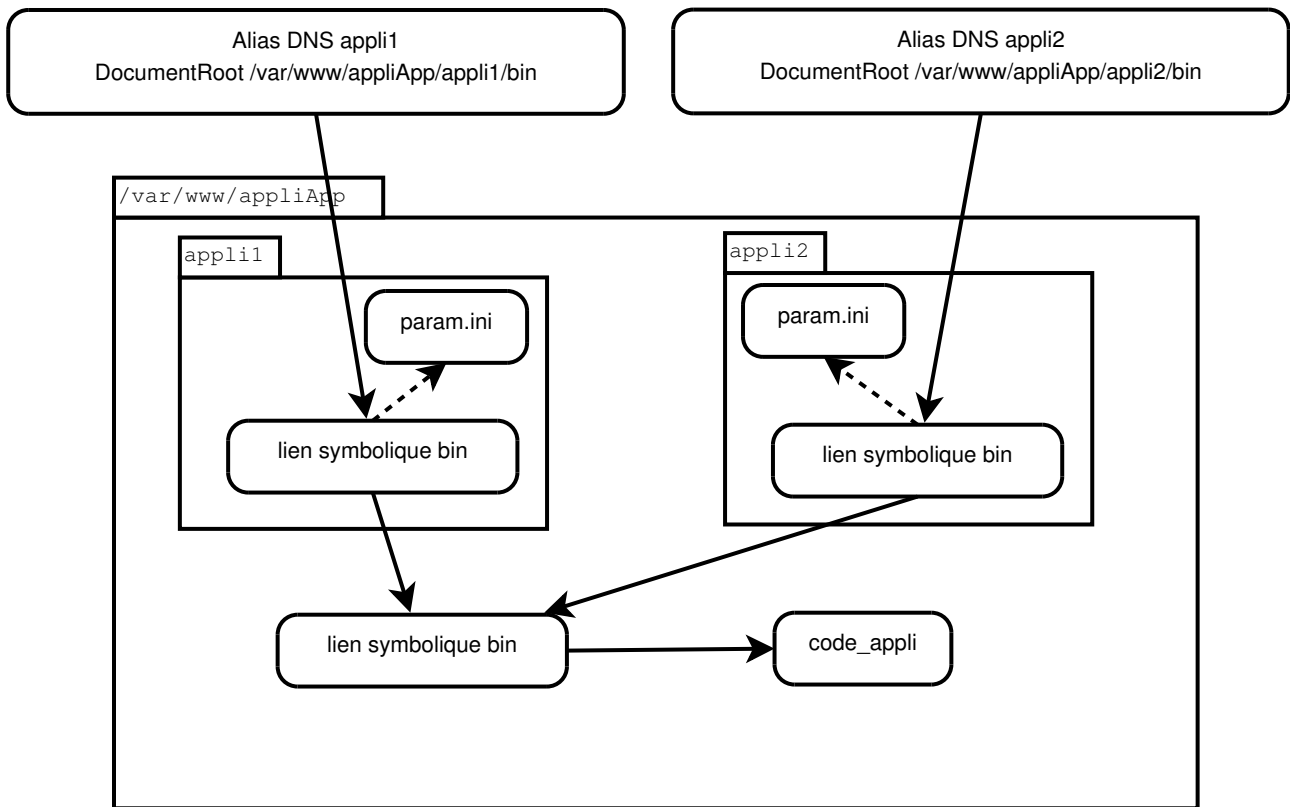 Alias DNS appli1
DocumentRoot /var/www/appliApp/appli1/bin
Alias DNS appli2
DocumentRoot /var/www/appliApp/appli2/bin
/var/www/appliApp
appli1
appli2
param.ini
param.ini
lien symbolique bin
lien symbolique bin
lien symbolique bin
code_appli